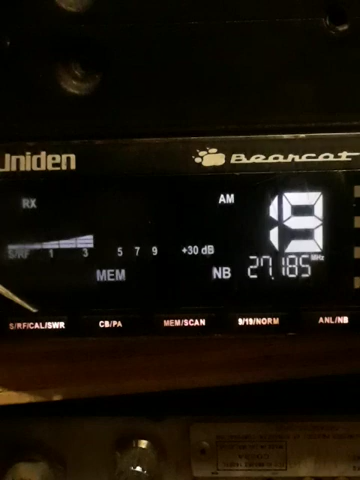 Uniden Bearcat
RX AM 19
S/RF 1 3 5 7 9 +30 dB
MEM NB 27.185 MHz
S/RF/CAL/SWR CB/PA MEM/SCAN 9/19/NORM ANL/NB